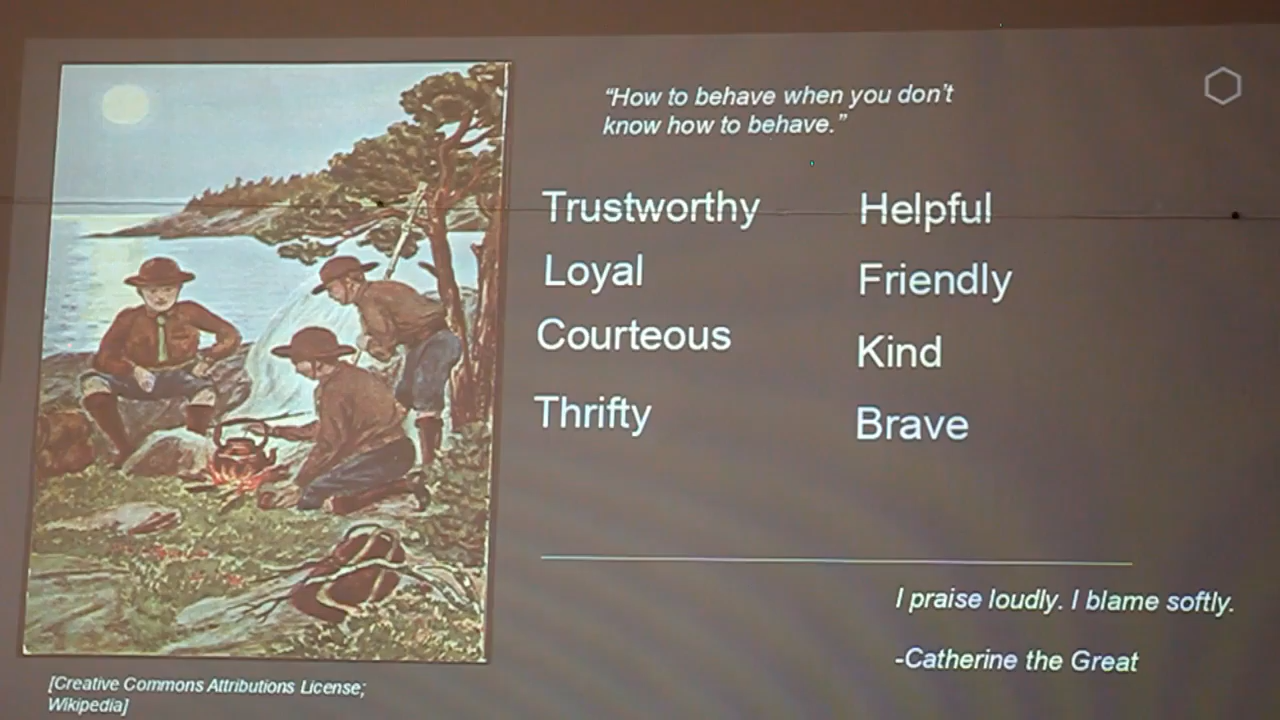 “How to behave when you don’t
know how to behave.”
Trustworthy
Helpful
Loyal
Friendly
Courteous
Kind
Thrifty
Brave
I praise loudly. I blame softly.
-Catherine the Great
[Creative Commons Attributions License;
Wikipedia]